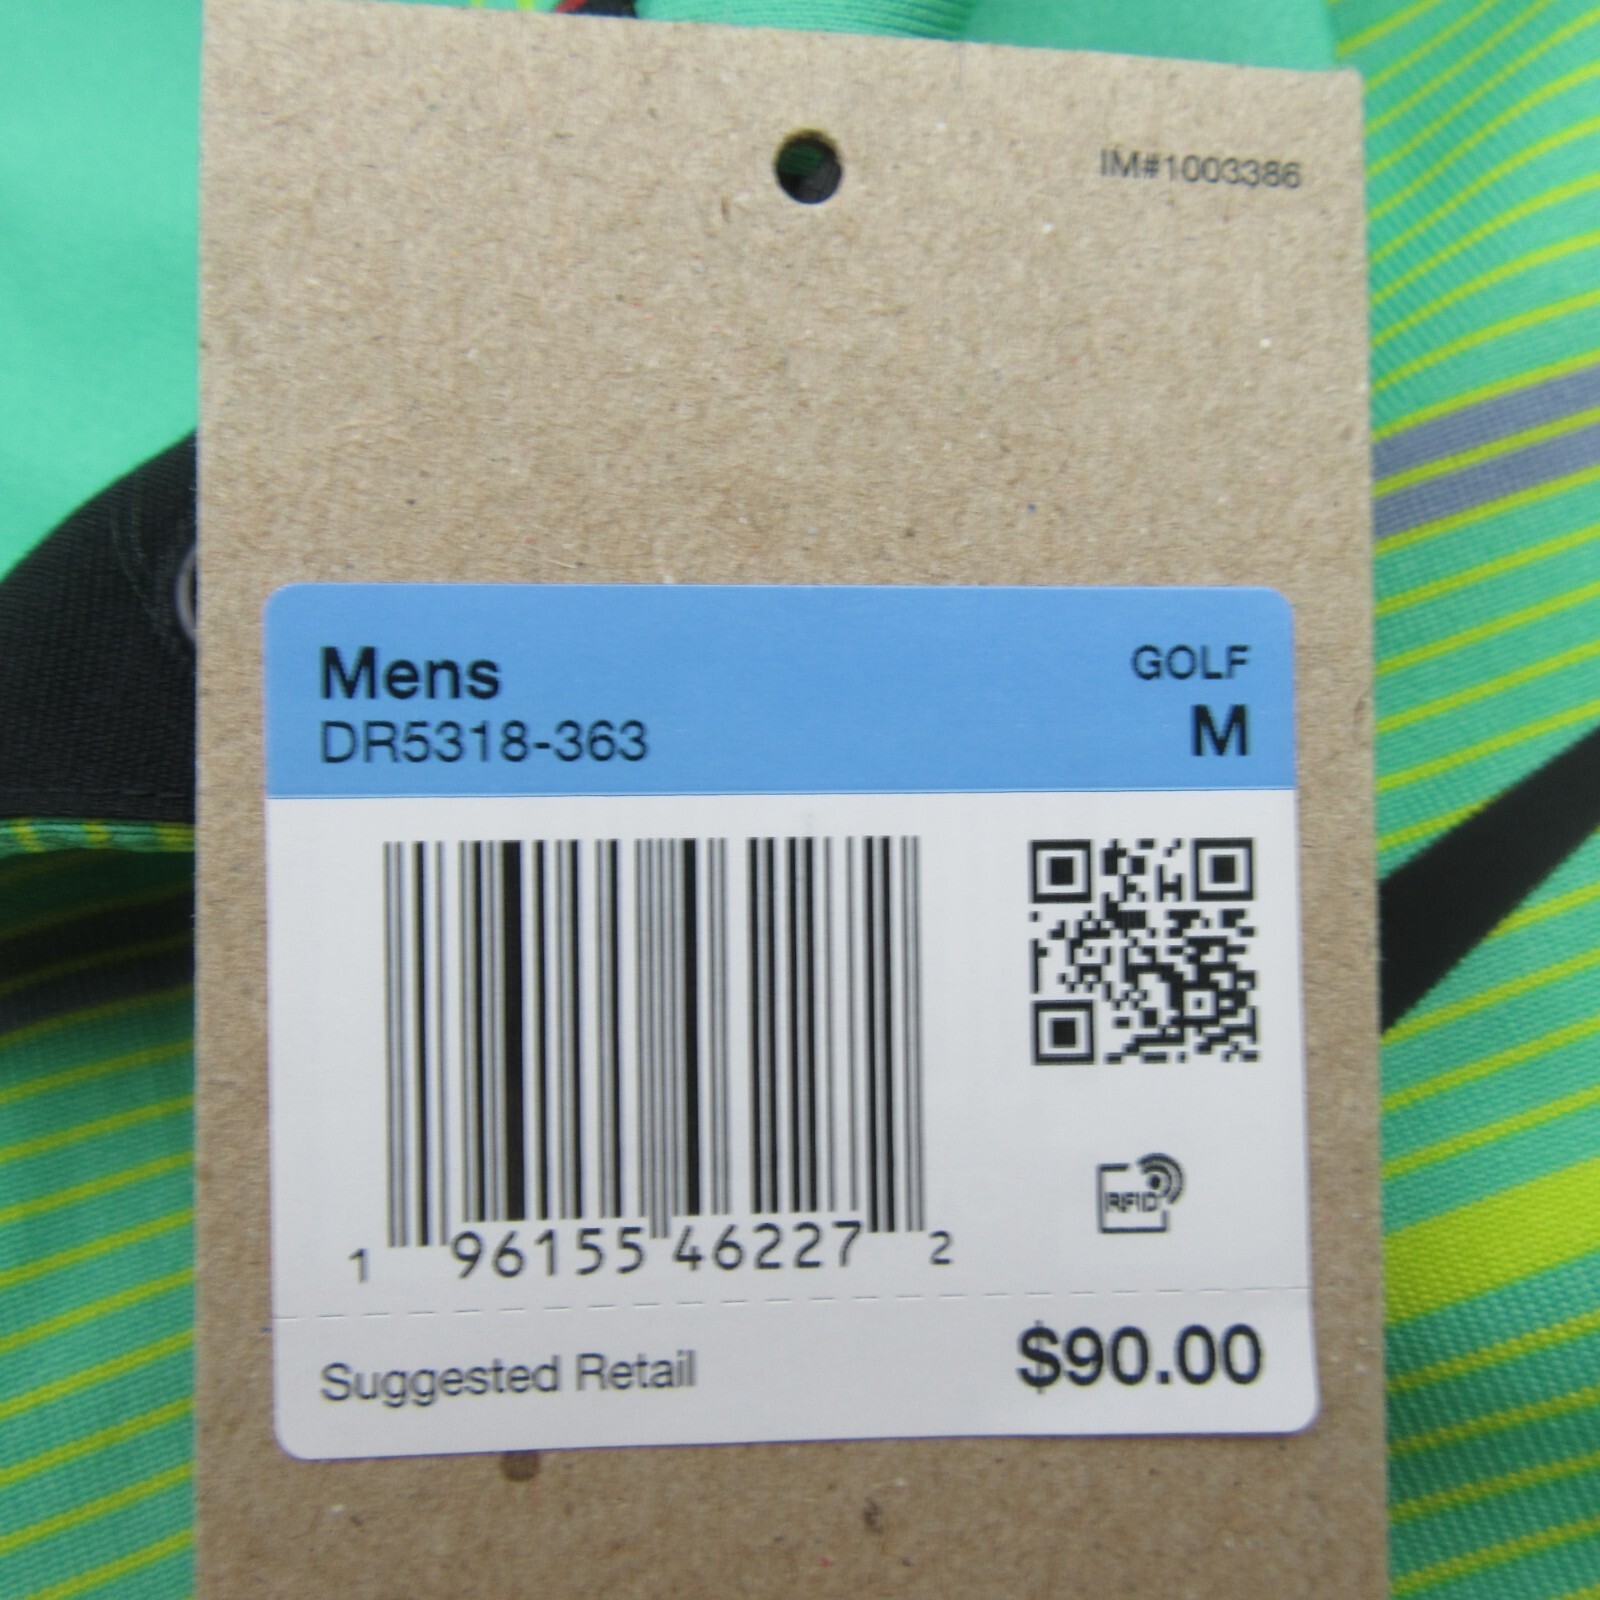 IM#1003386
Mens
GOLF
DR5318-363
M
1 96155 46227 2
RFID
Suggested Retail
$90.00